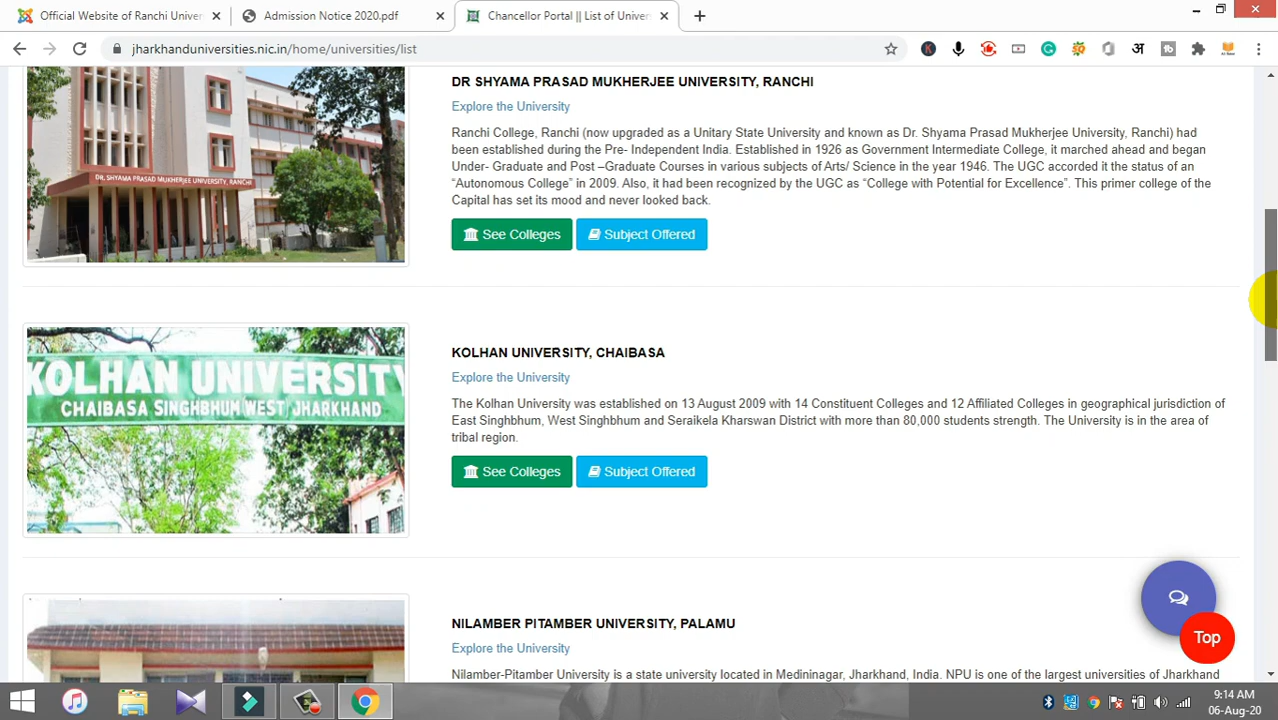 Official Website of Ranchi Univer
Admission Notice 2020.pdf
Chancellor Portal || List of Univer
jharkhanduniversities.nic.in/home/universities/list
DR SHYAMA PRASAD MUKHERJEE UNIVERSITY, RANCHI
Explore the University
Ranchi College, Ranchi (now upgraded as a Unitary State University and known as Dr. Shyama Prasad Mukherjee University, Ranchi) had
been established during the Pre- Independent India. Established in 1926 as Government Intermediate College, it marched ahead and began
Under- Graduate and Post –Graduate Courses in various subjects of Arts/ Science in the year 1946. The UGC accorded it the status of an
“Autonomous College” in 2009. Also, it had been recognized by the UGC as “College with Potential for Excellence”. This primer college of the
Capital has set its mood and never looked back.
DR. SHYAMA PRASAD MUKHERJEE UNIVERSITY, RANCHI
See Colleges
Subject Offered
KOLHAN UNIVERSITY
CHAIBASA SINGHBHUM WEST JHARKHAND
KOLHAN UNIVERSITY, CHAIBASA
Explore the University
The Kolhan University was established on 13 August 2009 with 14 Constituent Colleges and 12 Affiliated Colleges in geographical jurisdiction of
East Singhbhum, West Singhbhum and Seraikela Kharswan District with more than 80,000 students strength. The University is in the area of
tribal region.
See Colleges
Subject Offered
NILAMBER PITAMBER UNIVERSITY, PALAMU
Explore the University
Nilamber-Pitamber University is a state university located in Medininagar, Jharkhand, India. NPU is one of the largest universities of Jharkhand
Top
9:14 AM
06-Aug-20